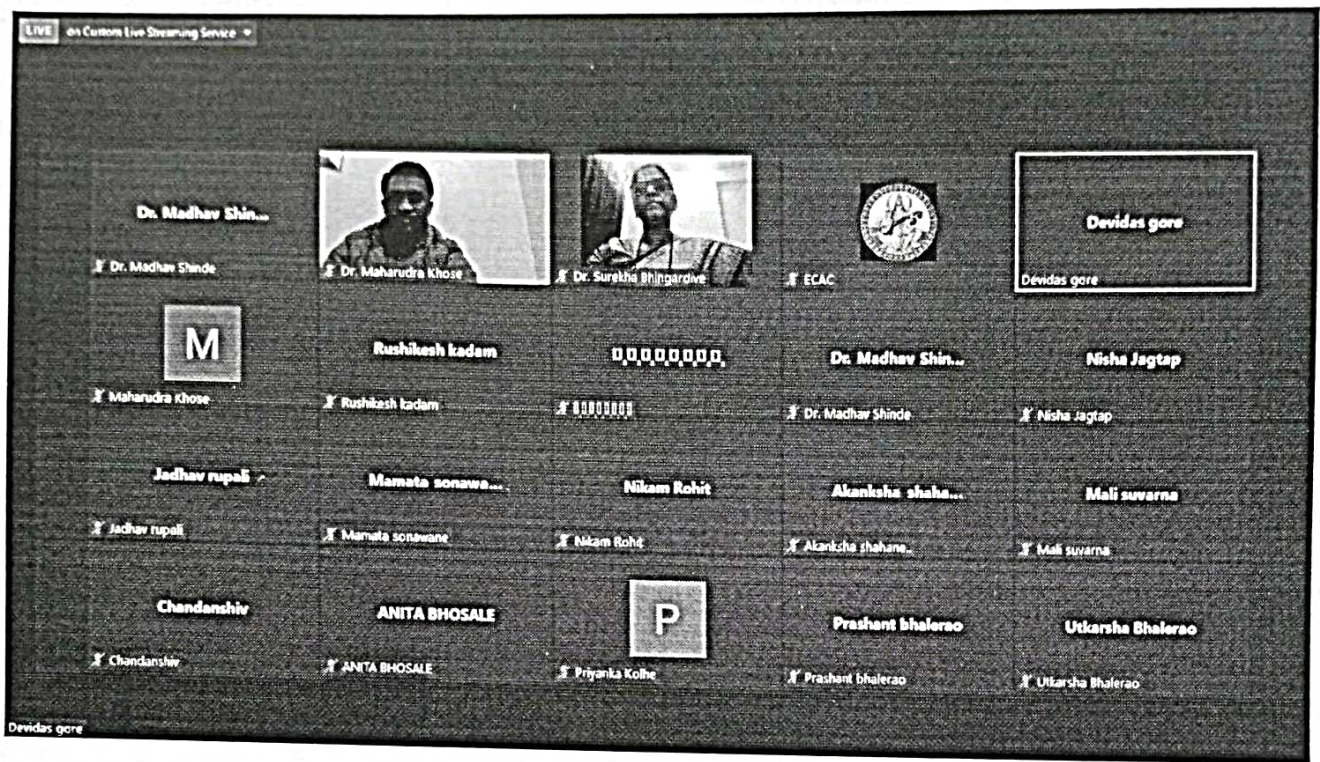 LIVE on Custom Live Streaming Service
Dr. Madhav Shin...
Dr. Madhav Shinde
Dr. Maharudra Khose
Dr. Surekha Bhingardive
ECAC
Devidas gore
Devidas gore
M
Maharudra Khose
Rushikesh kadam
Rushikesh kadam
Dr. Madhav Shin...
Dr. Madhav Shinde
Nisha Jagtap
Nisha Jagtap
Jadhav rupali
Jadhav rupali
Mamata sonawa...
Mamata sonawane
Nikam Rohit
Nikam Rohit
Akanksha shaha...
Akanksha shahane..
Mali suvarna
Mali suvarna
Chandanshiv
Chandanshiv
ANITA BHOSALE
ANITA BHOSALE
P
Priyanka Kolhe
Prashant bhalerao
Prashant bhalerao
Utkarsha Bhalerao
Utkarsha Bhalerao
Devidas gore